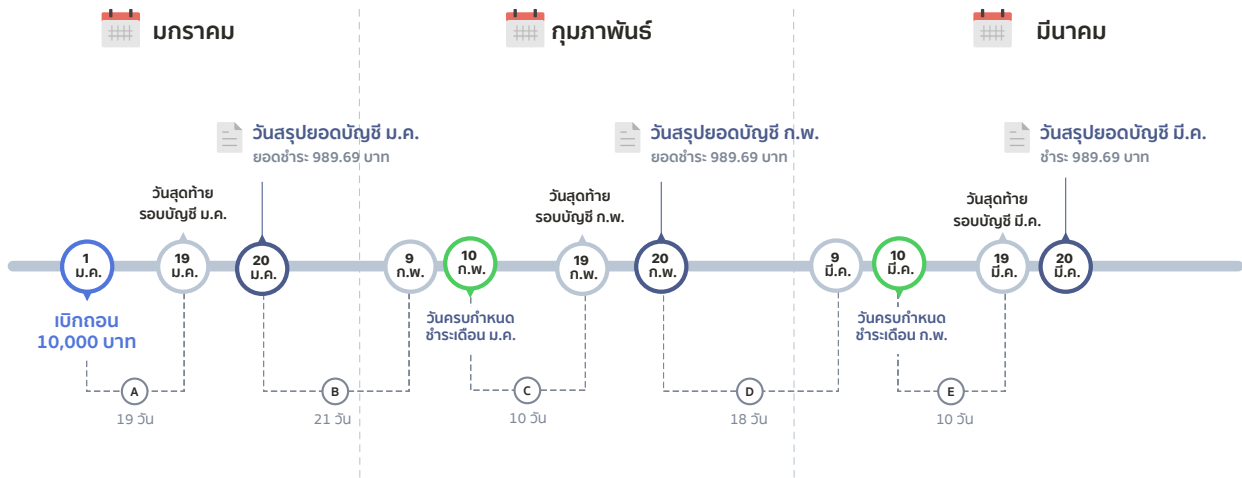 มกราคม
กุมภาพันธ์
มีนาคม
วันสรุปยอดบัญชี ม.ค.
ยอดชำระ 989.69 บาท
วันสรุปยอดบัญชี ก.พ.
ยอดชำระ 989.69 บาท
วันสรุปยอดบัญชี มี.ค.
ชำระ 989.69 บาท
วันสุดท้าย
รอบบัญชี ม.ค.
วันสุดท้าย
รอบบัญชี ก.พ.
วันสุดท้าย
รอบบัญชี มี.ค.
1
ม.ค.
19
ม.ค.
20
ม.ค.
9
ก.พ.
10
ก.พ.
19
ก.พ.
20
ก.พ.
9
มี.ค.
10
มี.ค.
19
มี.ค.
20
มี.ค.
เบิกถอน
10,000 บาท
วันครบกำหนด
ชำระเดือน ม.ค.
วันครบกำหนด
ชำระเดือน ก.พ.
A
B
C
D
E
19 วัน
21 วัน
10 วัน
18 วัน
10 วัน